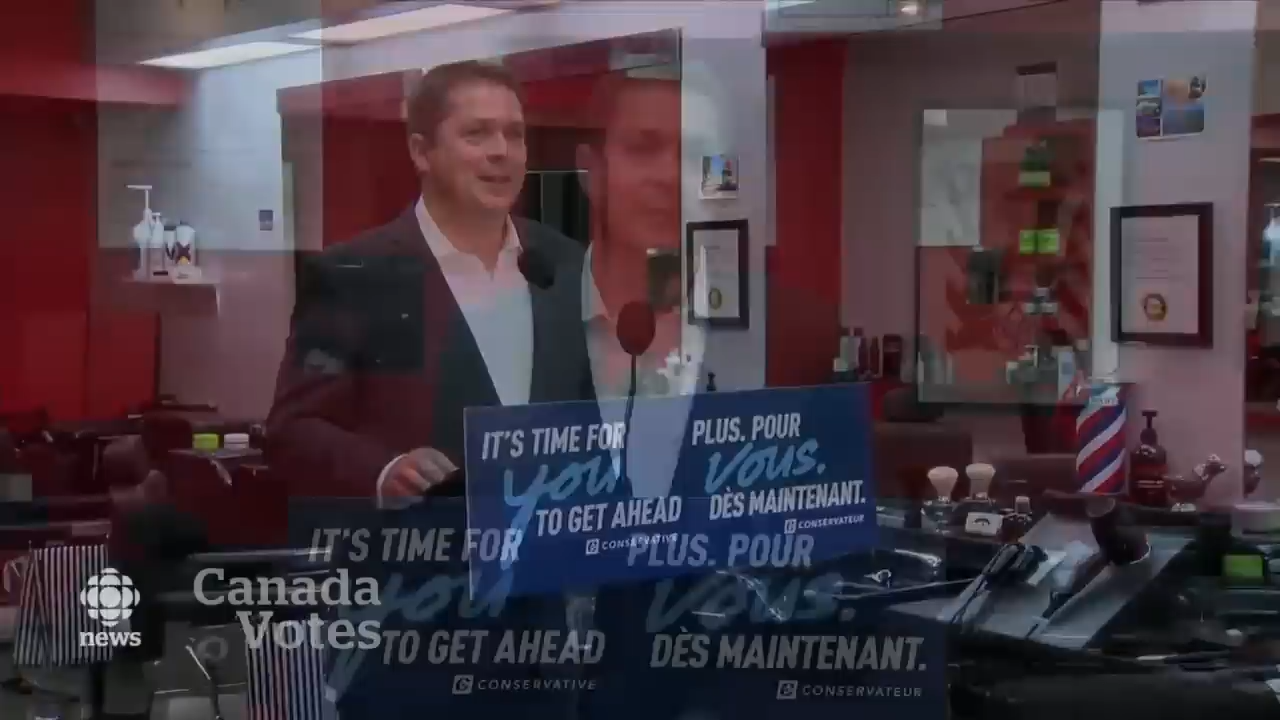 IT'S TIME FOR
you
TO GET AHEAD
CONSERVATIVE
PLUS. POUR
vous.
DÈS MAINTENANT.
CONSERVATEUR
IT'S TIME FOR
you
TO GET AHEAD
CONSERVATIVE
PLUS. POUR
vous.
DÈS MAINTENANT.
CONSERVATEUR
news
Canada
Votes